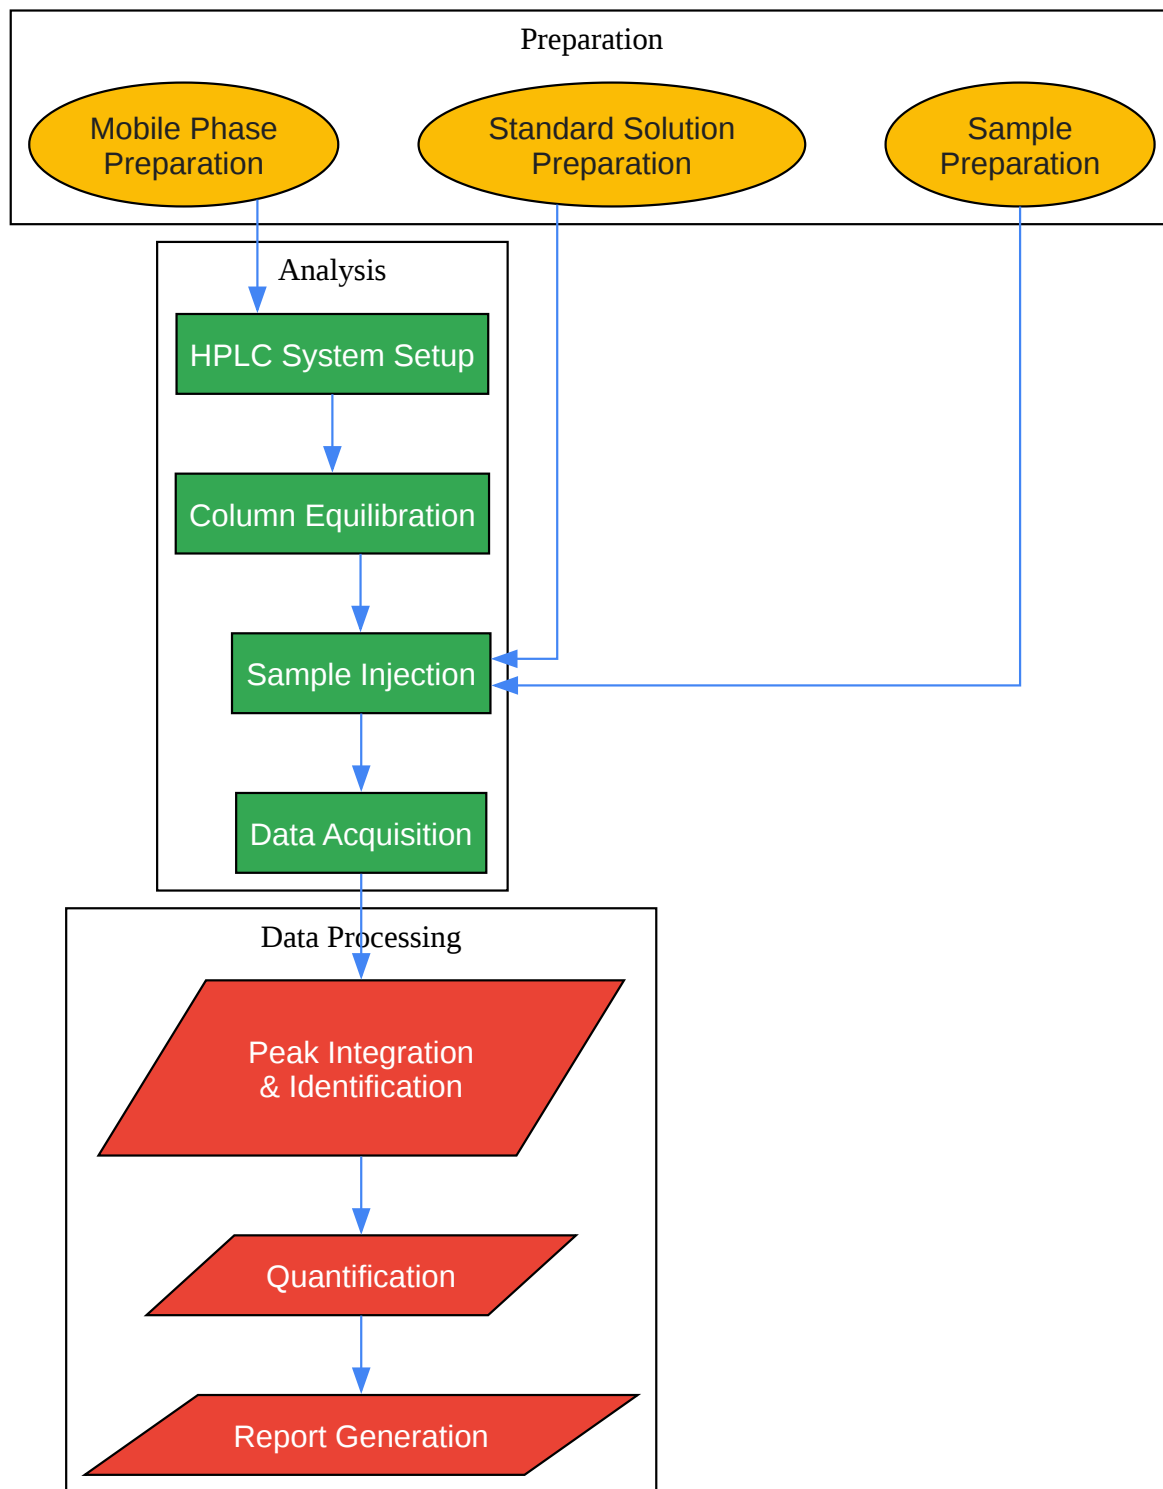 Preparation
Mobile Phase
Preparation
Standard Solution
Preparation
Sample
Preparation
Analysis
HPLC System Setup
Column Equilibration
Sample Injection
Data Acquisition
Data Processing
Peak Integration
& Identification
Quantification
Report Generation